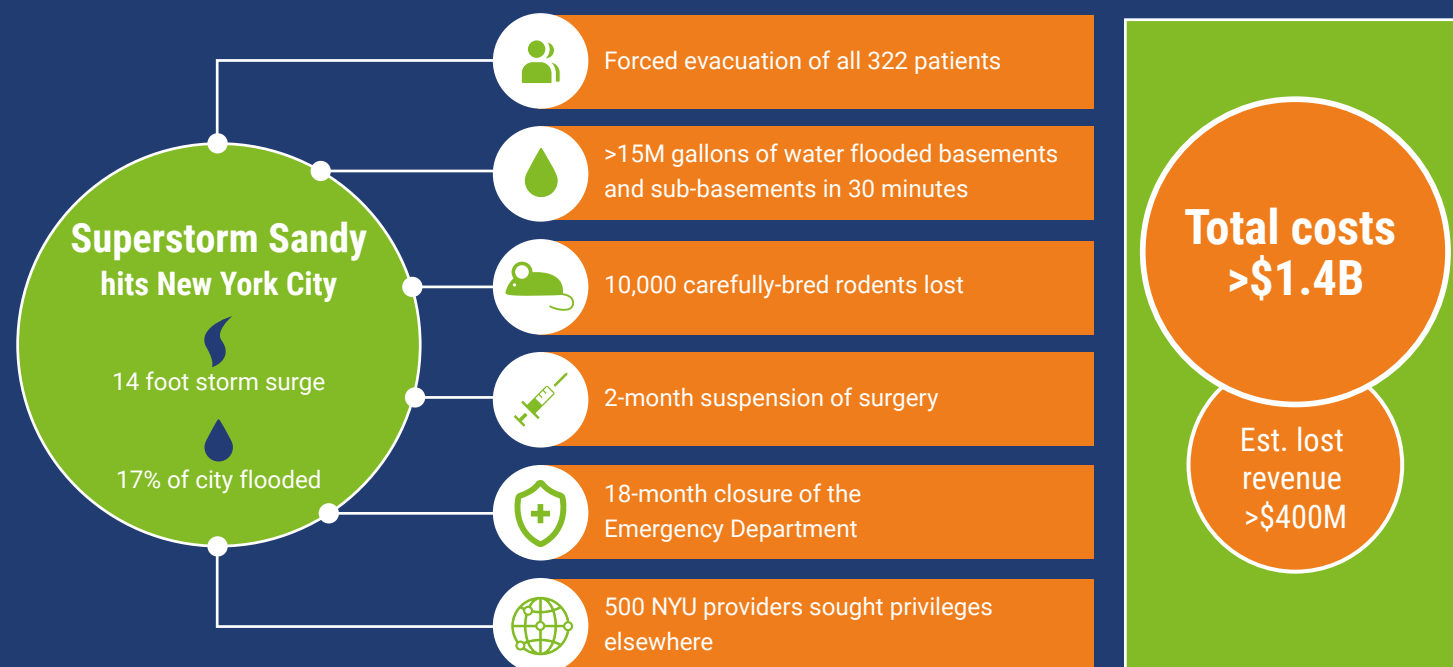 Superstorm Sandy
hits New York City
14 foot storm surge
17% of city flooded
Forced evacuation of all 322 patients
>15M gallons of water flooded basements
and sub-basements in 30 minutes
10,000 carefully-bred rodents lost
2-month suspension of surgery
18-month closure of the
Emergency Department
500 NYU providers sought privileges
elsewhere
Total costs
>$1.4B
Est. lost
revenue
>$400M